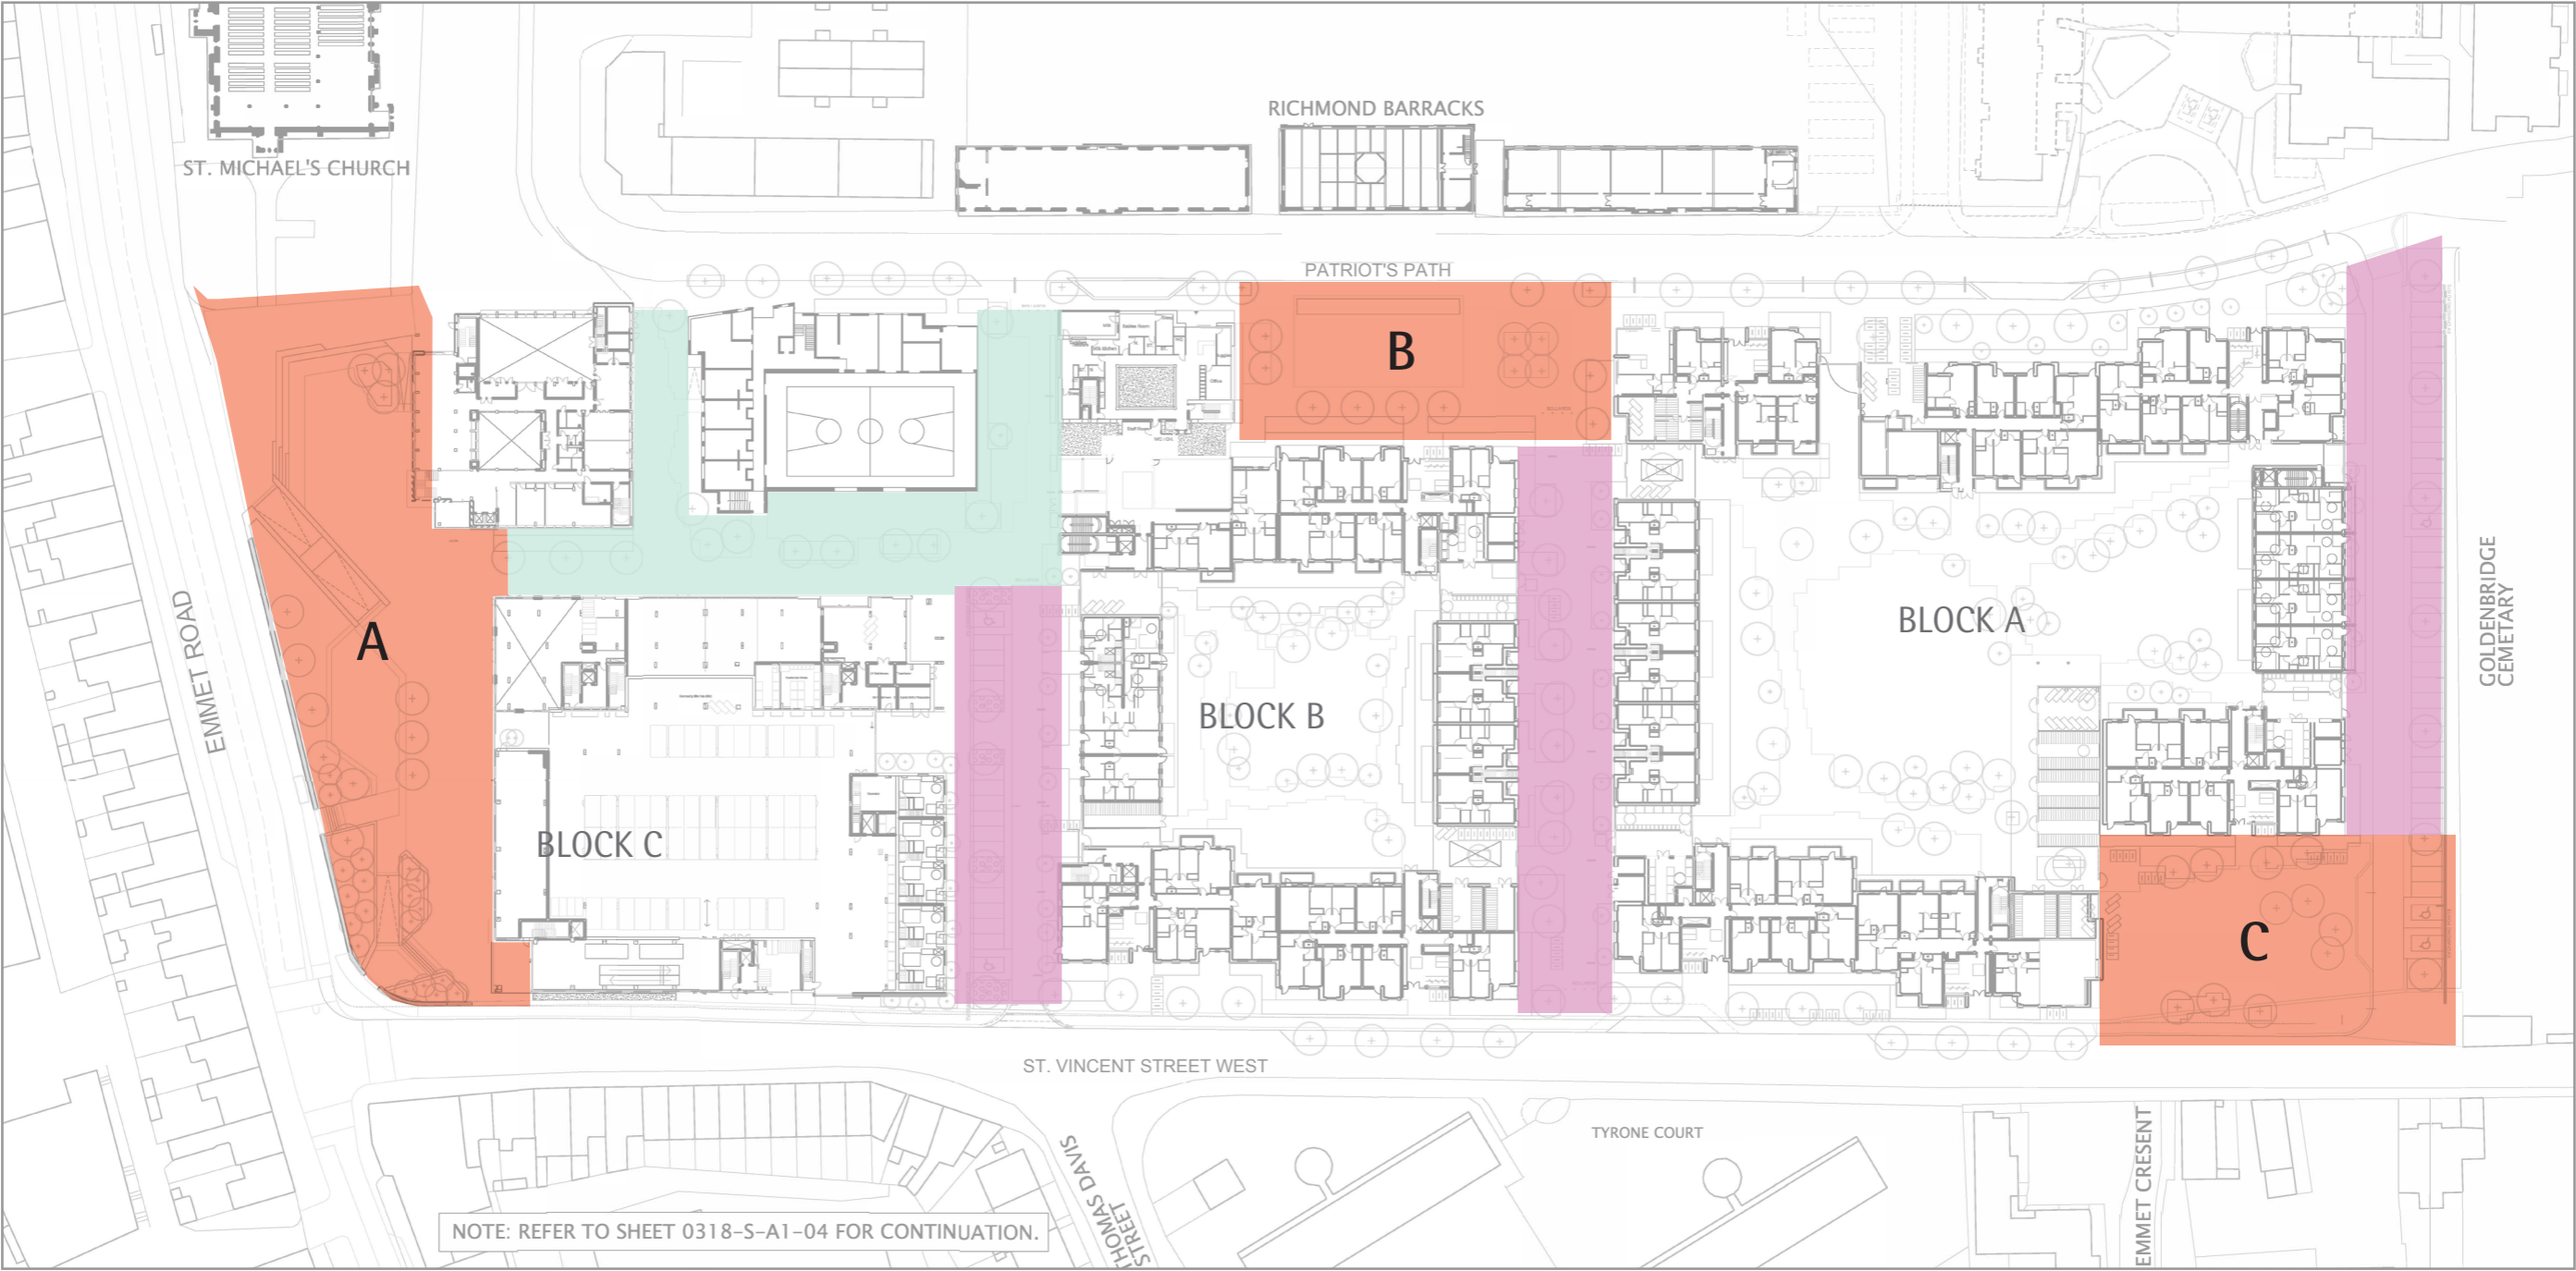 RICHMOND BARRACKS
ST. MICHAEL'S CHURCH
PATRIOT'S PATH
B
Office
A
EMMET ROAD
BLOCK A
GOLDENBRIDGE
CEMETARY
BLOCK B
BLOCK C
C
ST. VINCENT STREET WEST
TYRONE COURT
THOMAS DAVIS
STREET
EMMET CRESENT
NOTE: REFER TO SHEET 0318-S-A1-04 FOR CONTINUATION.